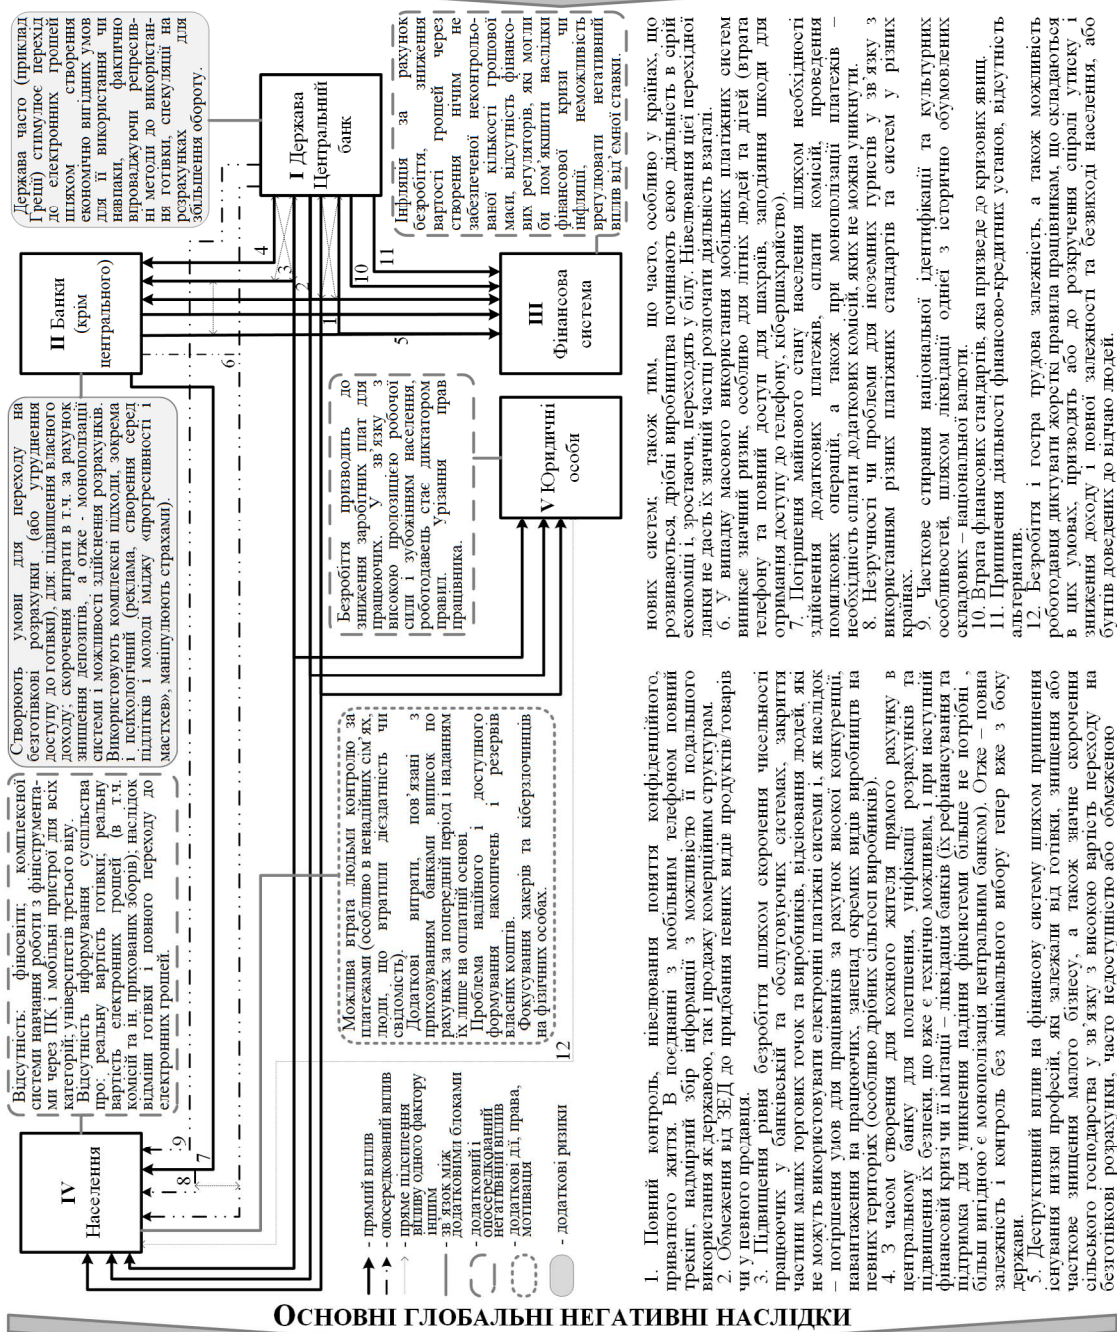 ОСНОВНІ ГЛОБАЛЬНІ НЕГАТИВНІ НАСЛІДКИ
IV
Населення
Відсутність: фіносвіти; комплексної
системи навчання роботи з фінструмента-
ми через ПК і мобільні пристрої для всіх
категорій; університетів третього віку.
Відсутність інформування суспільства
про: реальну вартість готівки; реальну
вартість електронних грошей (в т.ч.
комісій та ін. прихованих зборів); наслідок
відміни готівки і повного переходу до
електронних грошей.
Створюють умови для переходу на
безготівкові розрахунки (або утруднення
доступу до готівки), для: підвищення власного
доходу; скорочення витрати в т.ч. за рахунок
знищення депозитів, а отже - монополізації
системи і можливості здійснення розрахунків.
Використовують комплексні підходи, зокрема
і психологічний (реклама, створення серед
підлітків і молоді іміджу «прогресивності і
мастхев», маніпулюють страхами).
II Банки
(крім
центрального)
Держава часто (приклад
Греції) стимулює перехід
до електронних грошей
шляхом створення
економічно вигідних умов
для її використання чи
навпаки, фактично
впроваджуючи репресив-
ні методи до використан-
ня готівки, спекуляції на
розрахунках для
збільшення обороту.
9
8
7
6
4
3
2
1
5
10
11
12
I Держава
Центральний
банк
- прямий вплив
- опосередкований вплив
- пряме підсилення
впливу одного фактору
іншим
- зв’язок між
додатковими блоками
- додатковий і
опосередкований
негативний вплив
- додаткові дії, права,
мотивація
- додаткові ризики
Можлива втрата людьми контролю за
платежами (особливо в ненадійних сім’ях,
люди, що втратили дєздатність чи
свідомість).
Додаткові витрати, пов’язані з
приховуванням банками виписок по
рахунках за попередній період і наданням
їх лише на оплатній основі.
Проблема надійного і доступного
формування накопичень і резервів
власних коштів.
Фокусування хакерів та кіберзлочинців
на фізичних особах.
Безробіття призводить до
зниження заробітних плат для
працюючих. У зв’язку з
високою пропозицією робочої
сили і зубожінням населення,
роботодавець стає диктатором
правил. Урізання прав
працівника.
V Юридичні
особи
III
Фінансова
система
Інфляція за рахунок
безробіття, зниження
вартості грошей через
створення нічим не
забезпеченої неконтрольо-
ваної кількості грошової
маси, відсутність фінансо-
вих регуляторів, які могли
би пом’якшити наслідки
фінансової кризи чи
інфляції, неможливість
врегулювати негативний
вплив від’ємної ставки.
1. Повний контроль, нівелювання поняття конфіденційного,
приватного життя. В поєднанні з мобільним телефоном повний
трекінг, надмірний збір інформації з можливістю її подальшого
використання як державою, так і продажу комерційним структурам.
2. Обмеження від ЗЕД до придбання певних видів продуктів/товарів
чи у певного продавця.
3. Підвищення рівня безробіття шляхом скорочення чисельності
працюючих у банківській та обслуговуючих системах, закриття
частини малих торгових точок та виробників, відсіювання людей, які
не можуть використовувати електронні платіжні системи і, як наслідок
– погіршення умов для працівників за рахунок високої конкуренції,
навантаження на працюючих, занепад окремих видів виробництв на
певних територіях (особливо дрібних сільгосп виробників).
4. З часом створення для кожного жителя прямого рахунку в
центральному банку для полегшення, уніфікації розрахунків та
підвищення їх безпеки, що вже є технічно можливим, і при наступній
фінансовій кризі чи її імітації – ліквідація банків (їх рефінансування та
підтримка для уникнення падіння фінсистеми більше не потрібні ,
більш вигідною є монополізація центральним банком). Отже – повна
залежність і контроль без мінімального вибору тепер вже з боку
держави.
5. Деструктивний вплив на фінансову систему шляхом припинення
існування низки професій, які залежали від готівки, знищення або
часткове знищення малого бізнесу, а також значне скорочення
сільського господарства у зв’язку з високою вартість переходу на
безготівкові розрахунки, часто недоступністю або обмеженою
нових систем; також тим, що часто, особливо у країнах, що
розвиваються, дрібні виробництва починають свою діяльність в сірій
економіці і, зростаючи, переходять у білу. Нівелювання цієї перехідної
ланки не дасть їх значній частці розпочати діяльність взагалі.
6. У випадку масового використання мобільних платіжних систем
виникає значний ризик, особливо для літніх людей та дітей (втрата
телефону та повний доступ для шахраїв, заподіяння шкоди для
отримання доступу до телефону, кібершахрайство).
7. Погіршення майнового стану населення шляхом необхідності
здійснення додаткових платежів, сплати комісій, проведення
помилкових операцій, а також при монополізації платежів –
необхідність сплати додаткових комісій, яких не можна уникнути.
8. Незручності чи проблеми для іноземних туристів у зв’язку з
використанням різних платіжних стандартів та систем у різних
країнах.
9. Часткове стирання національної ідентифікації та культурних
особливостей, шляхом ліквідації однієї з історично обумовлених
складових – національної валюти.
10. Втрата фінансових стандартів, яка призведе до кризових явищ.
11. Припинення діяльності фінансово-кредитних установ, відсутність
альтернатив.
12. Безробіття і гостра трудова залежність, а також можливість
роботодавця диктувати жорсткі правила працівникам, що складаються
в цих умовах, призводять або до розкручення спіралі утиску і
зниження доходу і повної залежності та безвиході населення, або
бунтів доведених до відчаю людей.